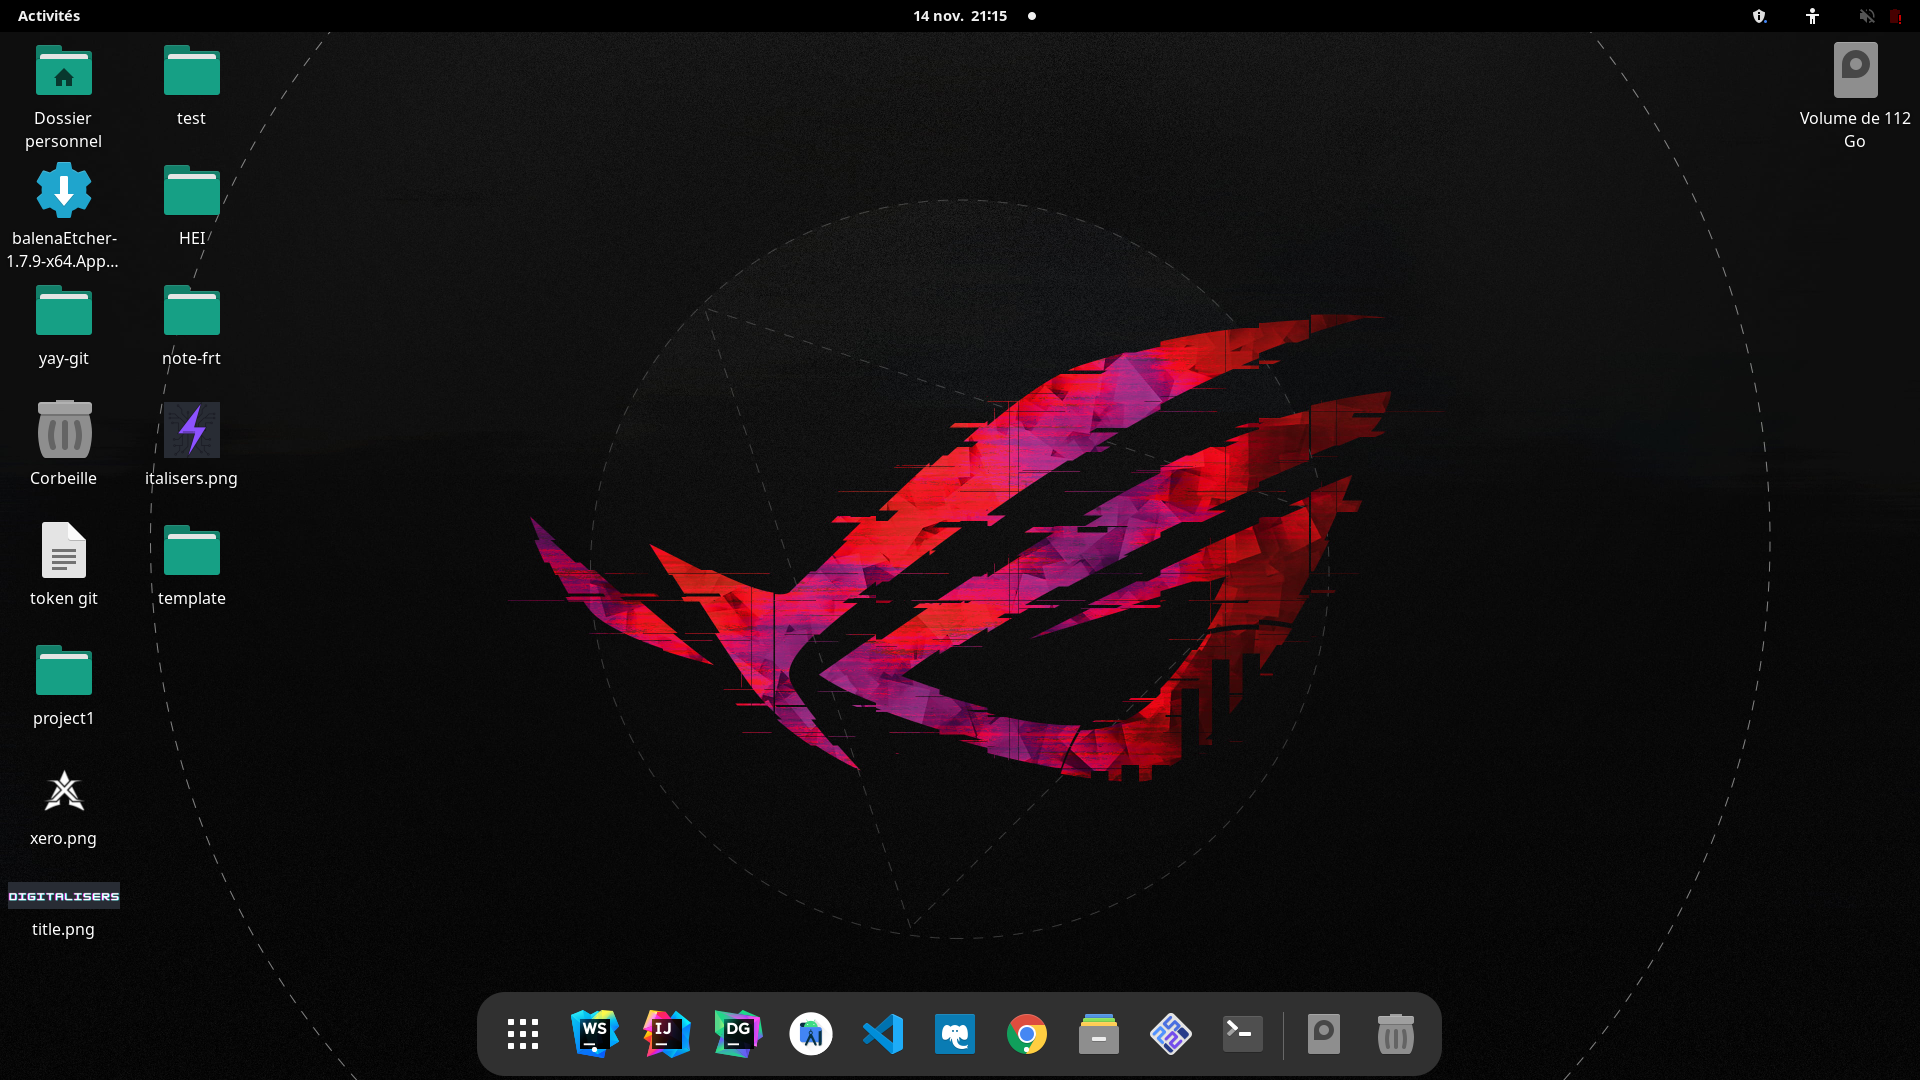 Activités
14 nov. 21:15
Dossier
personnel
test
balenaEtcher-
1.7.9-x64.App...
HEI
yay-git
note-frt
Corbeille
italisers.png
token git
template
project1
xero.png
DIGITALISERS
title.png
Volume de 112
Go
WS
IJ
DG